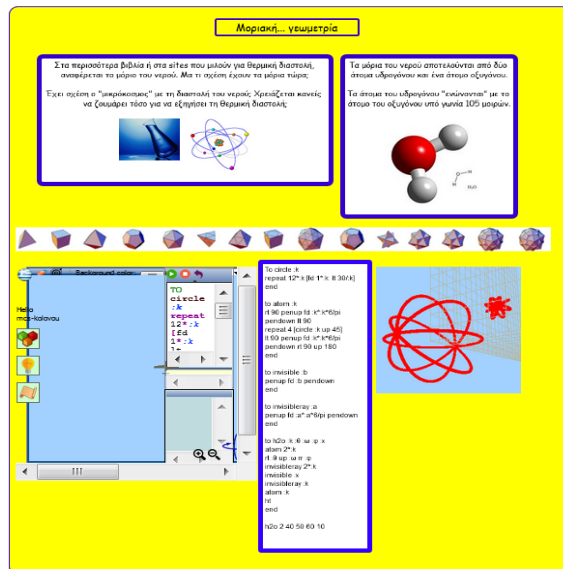 Μοριακή... γεωμετρία
Στα περισσότερα βιβλία ή στα sites που μιλούν για θερμική διαστολή,
αναφέρεται το μόριο του νερού. Μα τι σχέση έχουν τα μόρια τώρα;
Έχει σχέση ο "μικρόκοσμος" με τη διαστολή του νερού; Χρειάζεται κανείς
να ζουμάρει τόσο για να εξηγήσει τη θερμική διαστολή;
Τα μόρια του νερού αποτελούνται από δύο
άτομα υδρογόνου και ένα άτομο οξυγόνου.
Τα άτομα του υδρογόνου "ενώνονται" με το
άτομο του οξυγόνου υπό γωνία 105 μοιρών.
H O H
H₂O
Background color
Hello
TO
circle
:k
repeat
12*:k
[fd
1*:k
To circle :k
repeat 12*:k [fd 1*:k lt 30/:k]
end
to atom :k
rt 90 penup fd :k*:k*6/pi
pendown lt 90
repeat 4 [circle :k up 45]
lt 90 penup fd :k*:k*6/pi
pendown rt 90 up 180
end
to invisible :b
penup fd :b pendown
end
to invisibleray :a
penup fd :a*:a*6/pi pendown
end
to h2o :k :θ :ω :φ :x
atom 2*:k
rt :θ up :ω rr :φ
invisibleray 2*:k
invisible :x
invisibleray :k
atom :k
ht
end
h2o 2 40 50 60 10